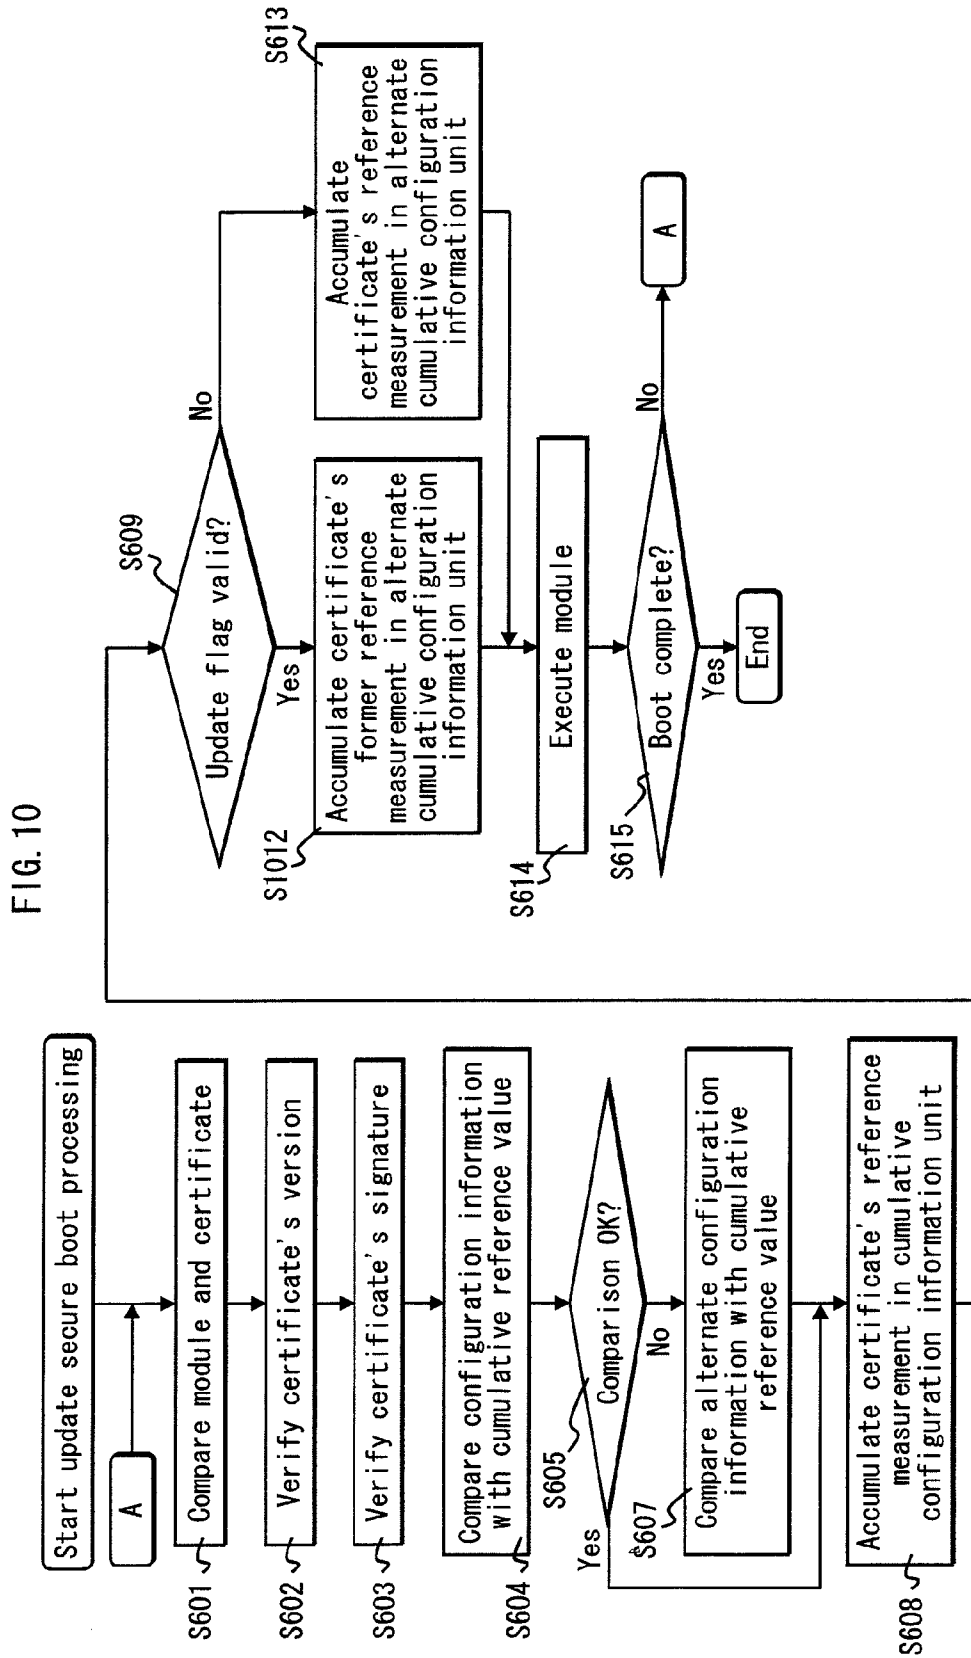 FIG. 10
Start update secure boot processing
A
S601
Compare module and certificate
S602
Verify certificate's version
S603
Verify certificate's signature
S604
Compare configuration information
with cumulative reference value
S605
Comparison OK?
Yes
No
S607
Compare alternate configuration
information with cumulative
reference value
S608
Accumulate certificate's reference
measurement in cumulative
configuration information unit
S609
Update flag valid?
Yes
No
S1012
Accumulate certificate's
former reference
measurement in alternate
cumulative configuration
information unit
S613
Accumulate
certificate's reference
measurement in alternate
cumulative configuration
information unit
S614
Execute module
S615
Boot complete?
Yes
No
A
End